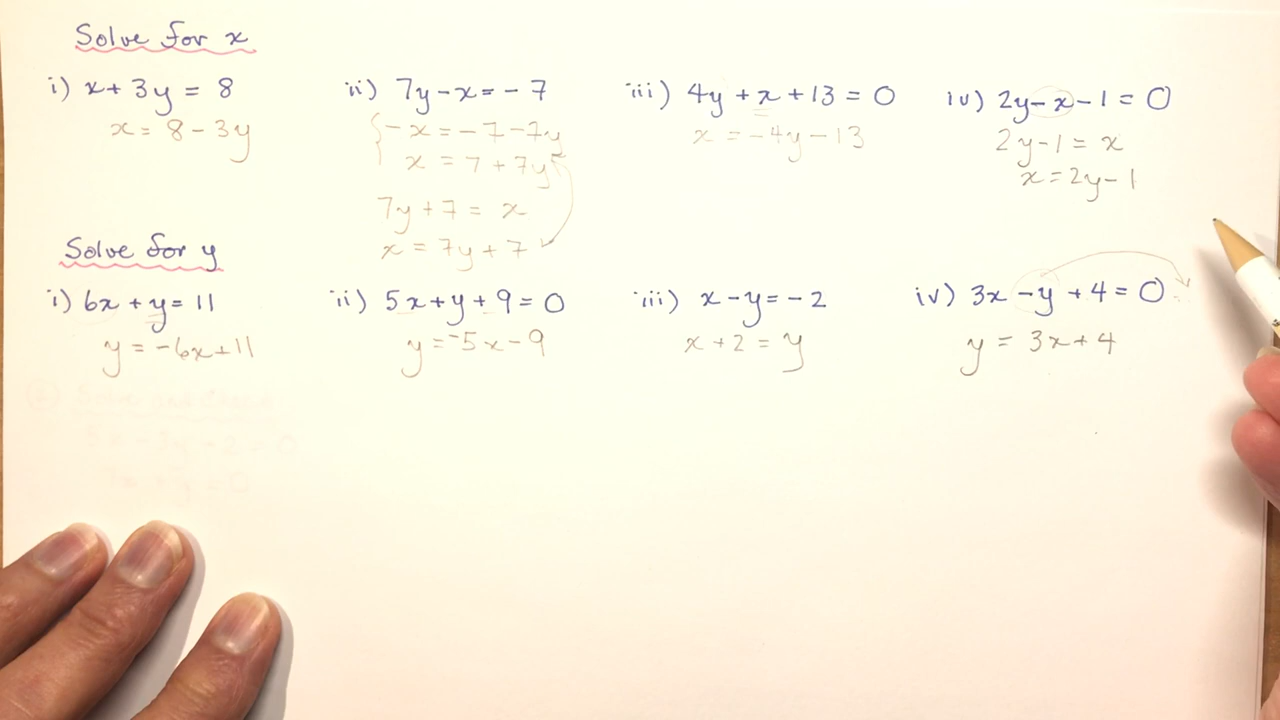 Solve for x
i) x + 3y = 8
x = 8 - 3y
ii) 7y - x = - 7
- x = - 7 - 7y
x = 7 + 7y
7y + 7 = x
x = 7y + 7
iii) 4y + x + 13 = 0
x = - 4y - 13
iv) 2y - x - 1 = 0
2y - 1 = x
x = 2y - 1
Solve for y
i) 6x + y = 11
y = - 6x + 11
ii) 5x + y + 9 = 0
y = -5x - 9
iii) x - y = - 2
x + 2 = y
iv) 3x - y + 4 = 0
y = 3x + 4